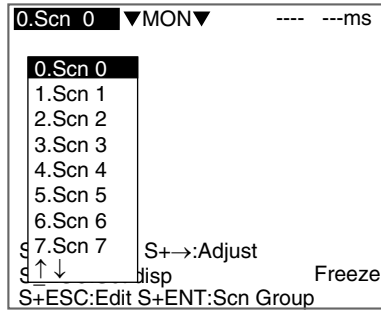 0.Scn 0 ▼MON▼ ---- ---ms
0.Scn 0
1.Scn 1
2.Scn 2
3.Scn 3
4.Scn 4
5.Scn 5
6.Scn 6
7.Scn 7
↑↓
S+→:Adjust
disp Freeze
S+ESC:Edit S+ENT:Scn Group